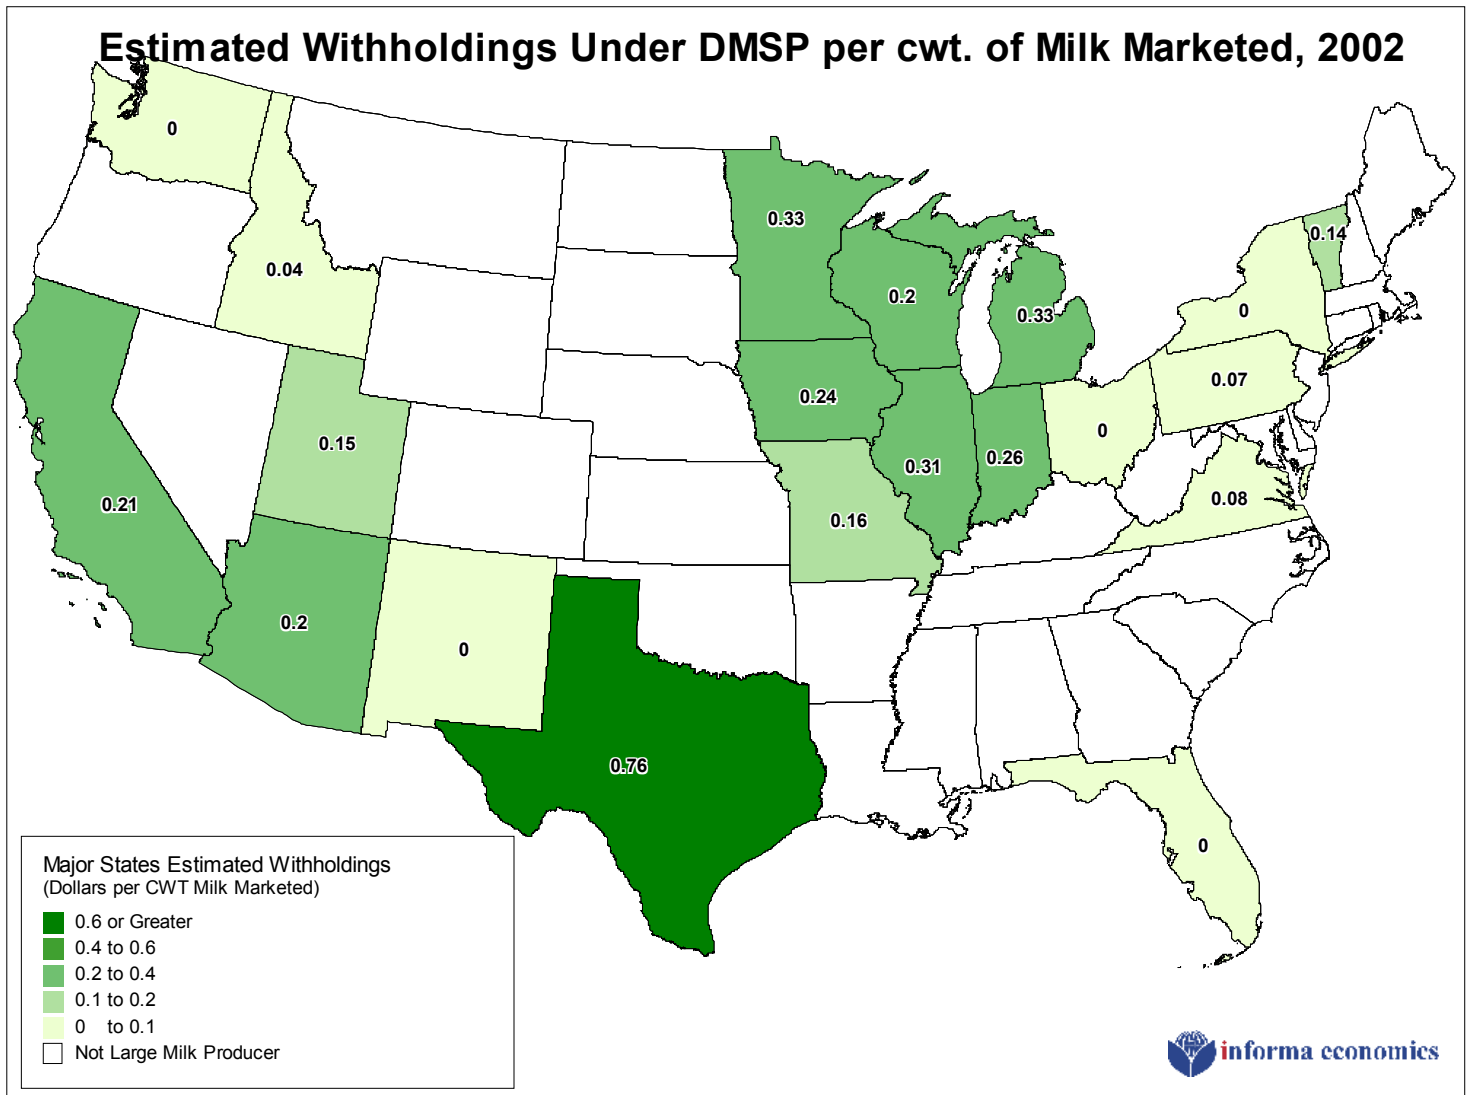 Estimated Withholdings Under DMSP per cwt. of Milk Marketed, 2002
0
0.33
0.14
0.04
0.2
0
0.33
0.07
0.24
0
0.15
0.31
0.26
0.21
0.16
0.08
0.2
0
0.76
0
Major States Estimated Withholdings
(Dollars per CWT Milk Marketed)
0.6 or Greater
0.4 to 0.6
0.2 to 0.4
0.1 to 0.2
0 to 0.1
Not Large Milk Producer
informa economics